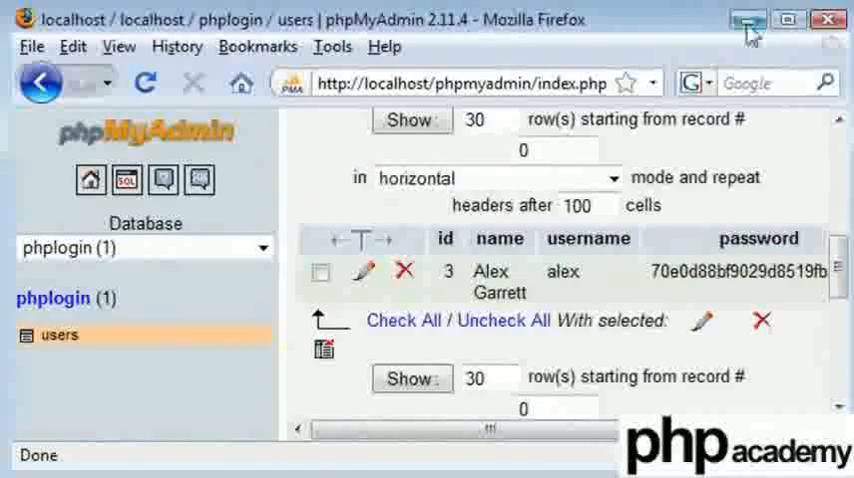 localhost / localhost / phplogin / users | phpMyAdmin 2.11.4 - Mozilla Firefox
File Edit View History Bookmarks Tools Help
PMA http://localhost/phpmyadmin/index.php G Google
phpMyAdmin
SQL
Database
phplogin (1)
phplogin (1)
users
Show : 30 row(s) starting from record #
0
in horizontal mode and repeat
headers after 100 cells
←T→ id name username password
3 Alex Garrett alex 70e0d88bf9029d8519fb
Check All / Uncheck All With selected:
Show : 30 row(s) starting from record #
0
Done
php academy